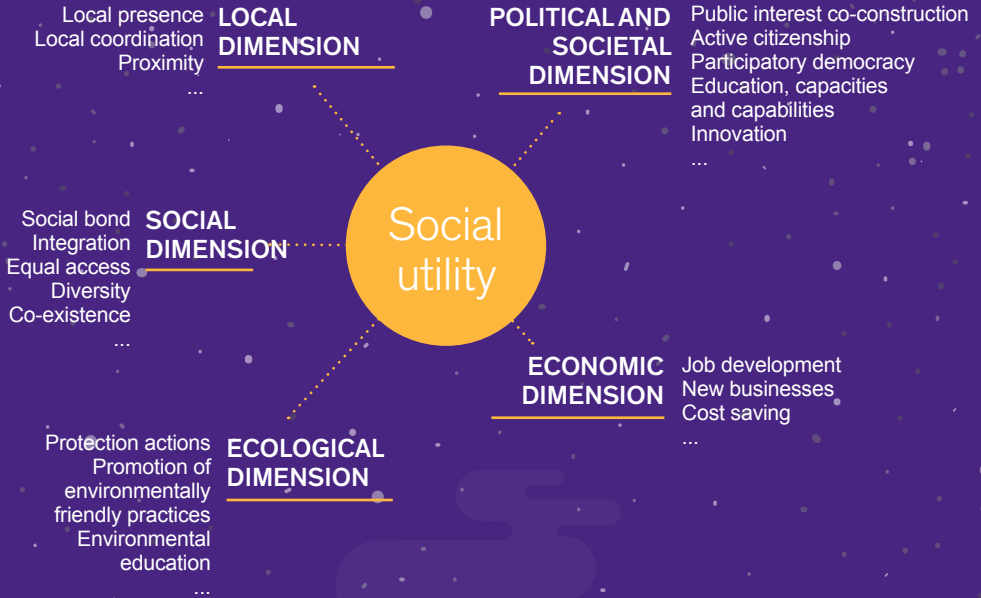 Local presence
Local coordination
Proximity
...
LOCAL
DIMENSION
POLITICAL AND
SOCIETAL
DIMENSION
Public interest co-construction
Active citizenship
Participatory democracy
Education, capacities
and capabilities
Innovation
...
Social
utility
Social bond
Integration
Equal access
Diversity
Co-existence
...
SOCIAL
DIMENSION
ECONOMIC
DIMENSION
Job development
New businesses
Cost saving
...
Protection actions
Promotion of
environmentally
friendly practices
Environmental
education
...
ECOLOGICAL
DIMENSION